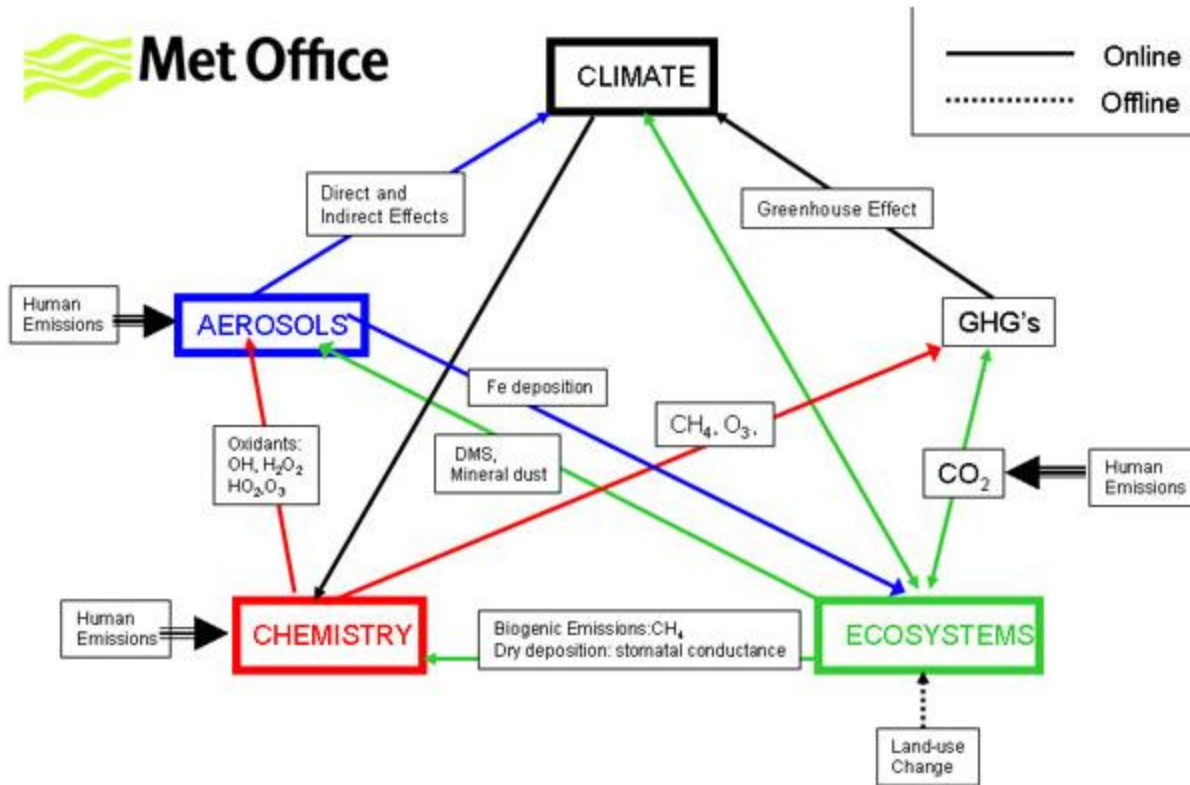 Met Office
CLIMATE
Online
Offline
Direct and
Indirect Effects
Greenhouse Effect
Human
Emissions
AEROSOLS
GHG's
Fe deposition
CH₄, O₃,
Oxidants:
OH, H₂O₂
HO₂,O₃
DMS,
Mineral dust
CO₂
Human
Emissions
Human
Emissions
CHEMISTRY
Biogenic Emissions:CH₄
Dry deposition: stomatal conductance
ECOSYSTEMS
Land-use
Change